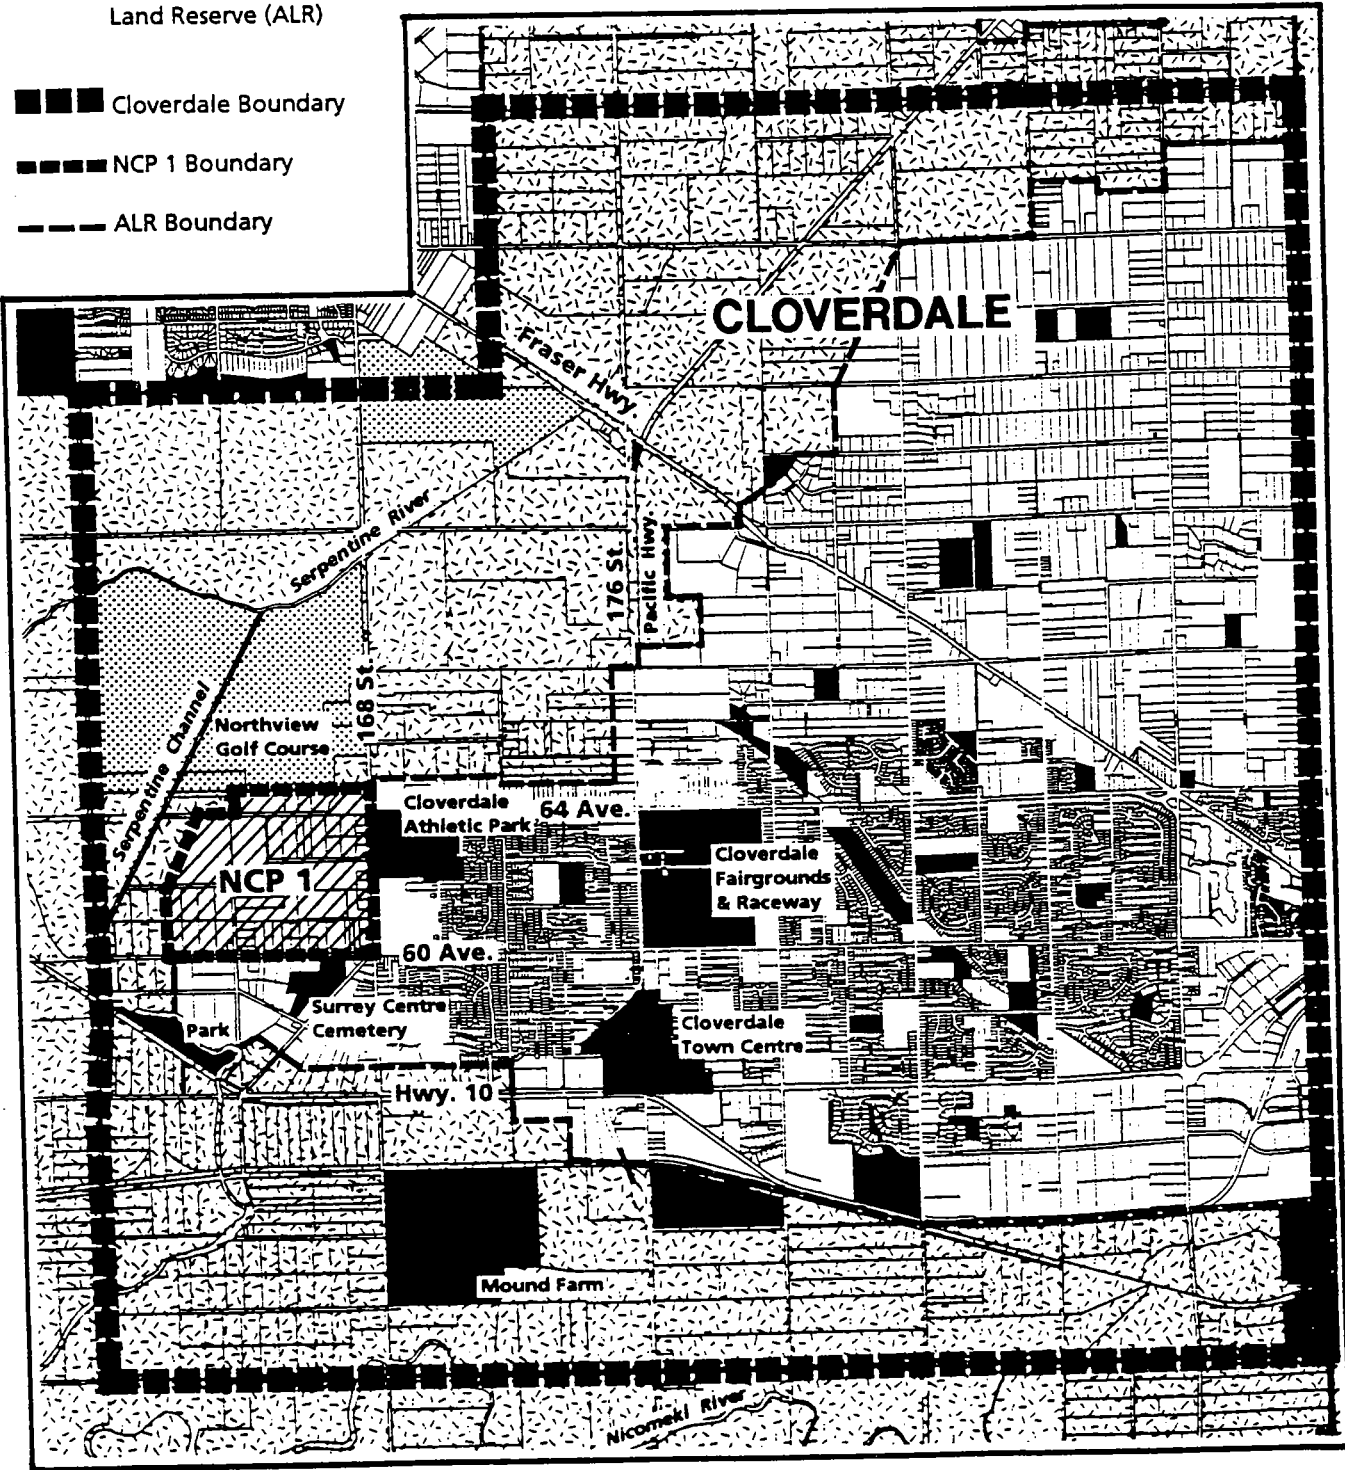 Land Reserve (ALR)
Cloverdale Boundary
NCP 1 Boundary
ALR Boundary
CLOVERDALE
Fraser Hwy.
Serpentine River
176 St.
Pacific Hwy
168 St.
Serpentine Channel
Northview
Golf Course
Cloverdale
Athletic Park
64 Ave.
Cloverdale
Fairgrounds
& Raceway
NCP 1
60 Ave.
Surrey Centre
Cemetery
Park
Cloverdale
Town Centre
Hwy. 10
Mound Farm
Nicomekl River